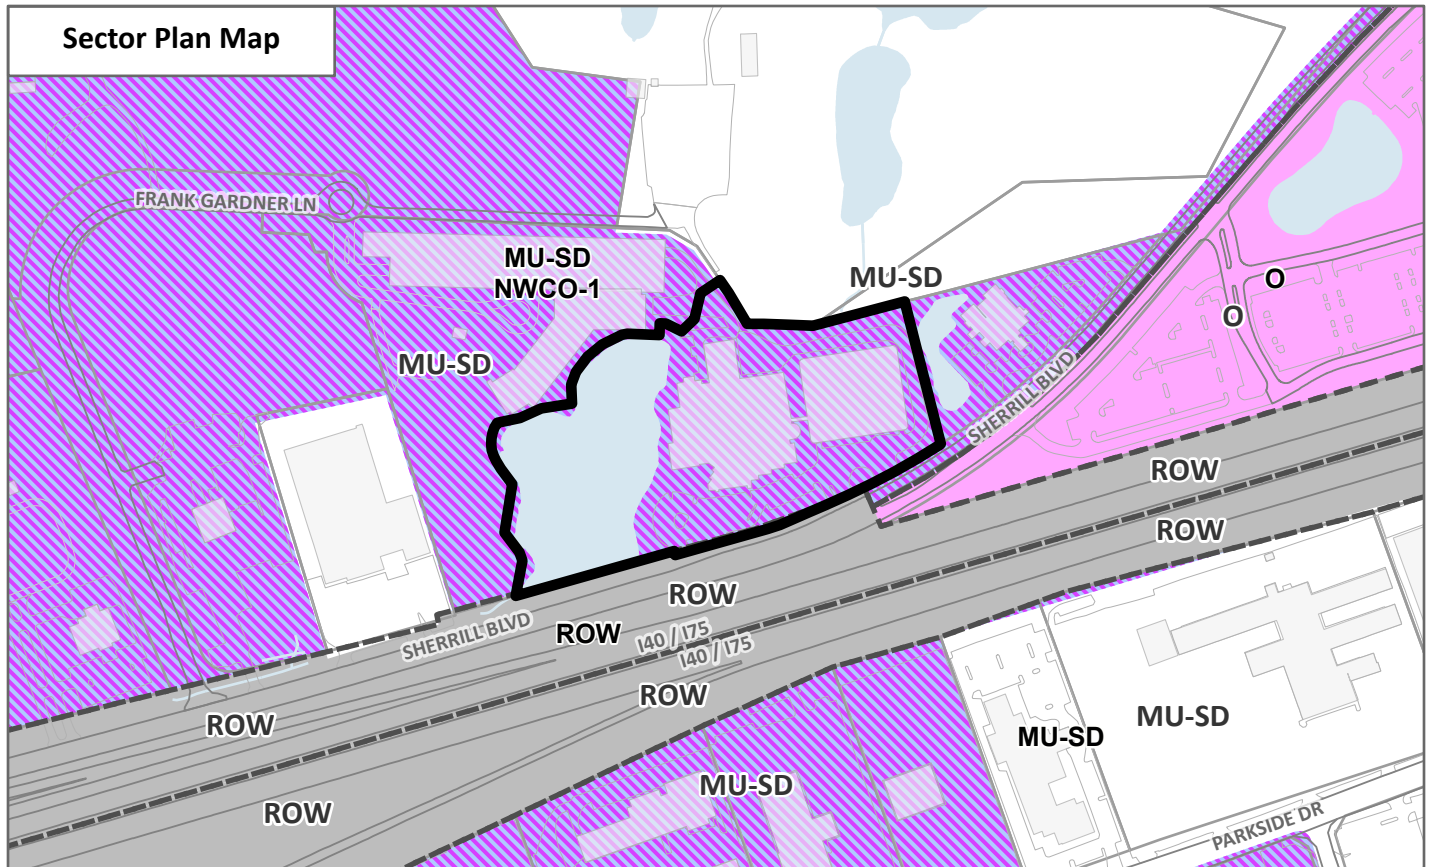 Sector Plan Map
FRANK GARDNER LN
MU-SD
NWCO-1
MU-SD
O
O
MU-SD
SHERRILL BLVD
ROW
ROW
ROW
SHERRILL BLVD
ROW
I40 / I75
I40 / I75
ROW
ROW
MU-SD
MU-SD
MU-SD
ROW
PARKSIDE DR